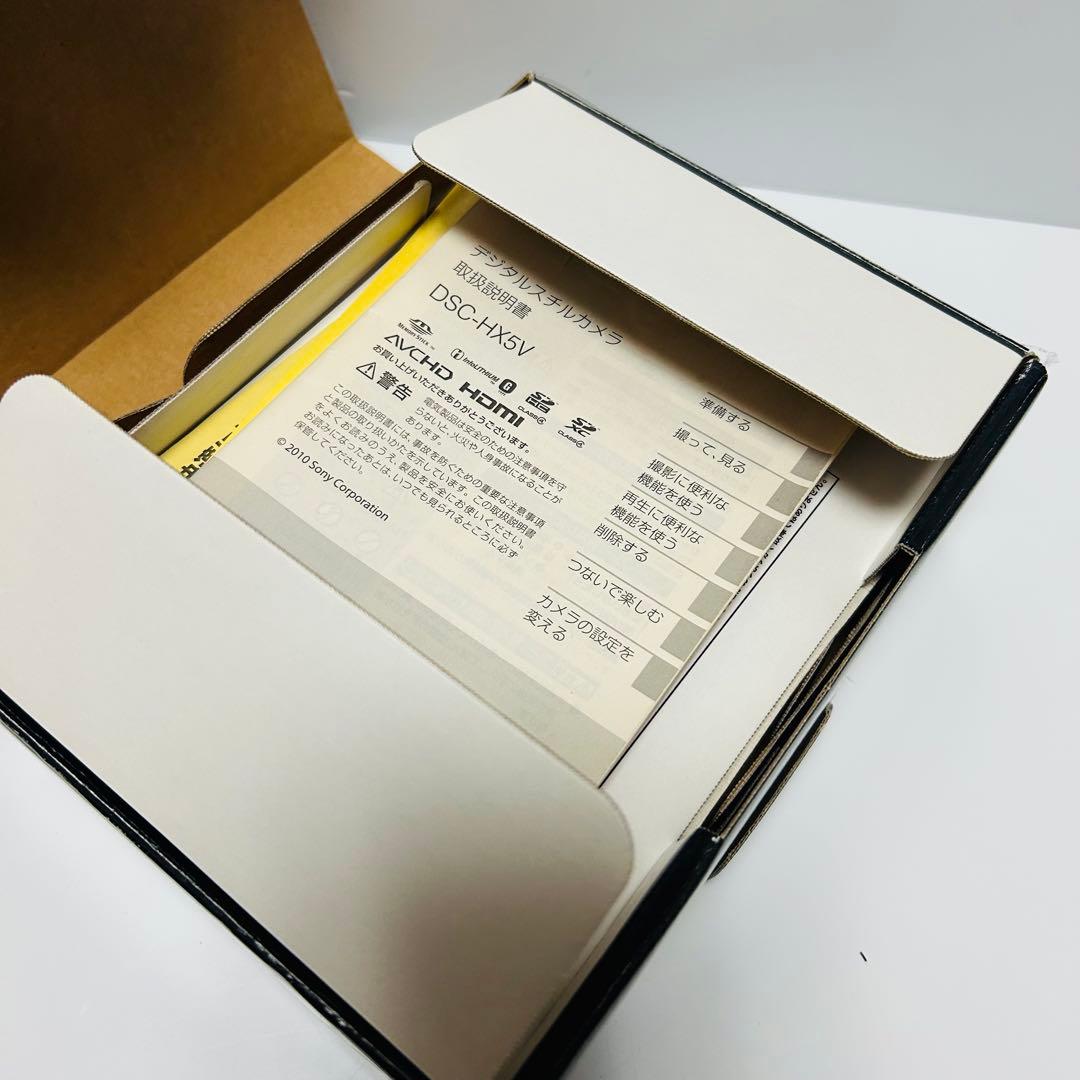 デジタルスチルカメラ
取扱説明書
DSC-HX5V
MEMORY STICK TM
InfoLITHIUM G
AVCHD HDMI
CLASS4
CLASS4
お買い上げいただきありがとうございます。
警告
電気製品は安全のための注意事項を守
らないと、火災や人身事故になることが
あります。
この取扱説明書には、事故を防ぐための重要な注意事項
と製品の取り扱いかたを示しています。この取扱説明書
をよくお読みのうえ、製品を安全にお使いください。
お読みになったあとは、いつでも見られるところに必ず
保管してください。
© 2010 Sony Corporation
準備する
撮って、見る
撮影に便利な
機能を使う
再生に便利な
機能を使う
削除する
つないで楽しむ
カメラの設定を
変える